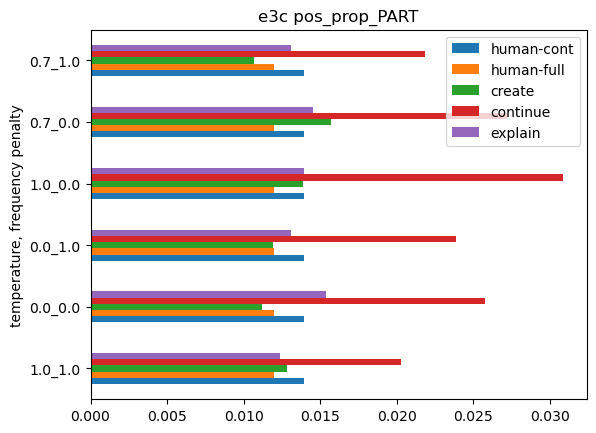 e3c pos_prop_PART
human-cont
human-full
create
continue
explain
temperature, frequency penalty
0.7_1.0
0.7_0.0
1.0_0.0
0.0_1.0
0.0_0.0
1.0_1.0
0.000 0.005 0.010 0.015 0.020 0.025 0.030